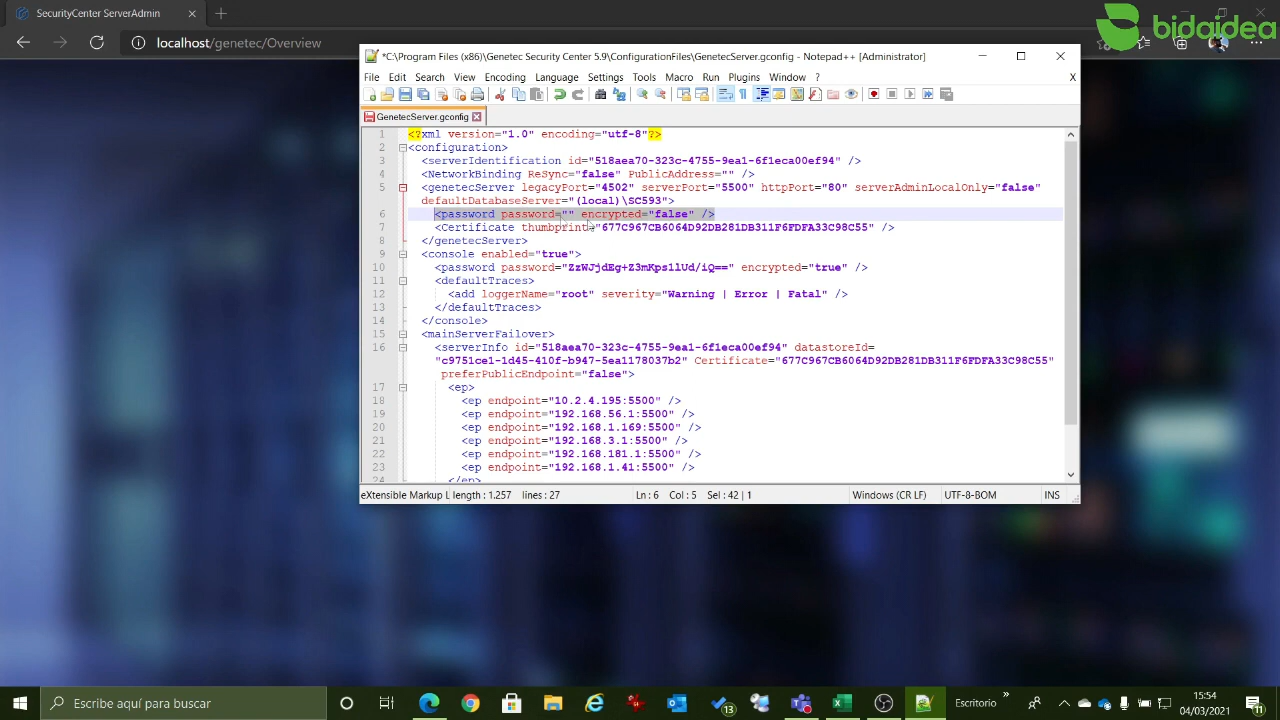 SecurityCenter ServerAdmin
localhost/genetec/Overview
bidaidea
*C:\Program Files (x86)\Genetec Security Center 5.9\ConfigurationFiles\GenetecServer.gconfig - Notepad++ [Administrator]
File Edit Search View Encoding Language Settings Tools Macro Run Plugins Window ? X
GenetecServer.gconfig
1 <?xml version="1.0" encoding="utf-8"?>
2 <configuration>
3 <serverIdentification id="518aea70-323c-4755-9ea1-6f1eca00ef94" />
4 <NetworkBinding ReSync="false" PublicAddress="" />
5 <genetecServer legacyPort="4502" serverPort="5500" httpPort="80" serverAdminLocalOnly="false"
defaultDatabaseServer="(local)\SC593">
6 <password password="" encrypted="false" />
7 <Certificate thumbprint="677C967CB6064D92DB281DB311F6FDFA33C98C55" />
8 </genetecServer>
9 <console enabled="true">
10 <password password="ZzWJjdEg+Z3mKps1lUd/iQ==" encrypted="true" />
11 <defaultTraces>
12 <add loggerName="root" severity="Warning | Error | Fatal" />
13 </defaultTraces>
14 </console>
15 <mainServerFailover>
16 <serverInfo id="518aea70-323c-4755-9ea1-6f1eca00ef94" datastoreId=
"c9751ce1-1d45-410f-b947-5ea1178037b2" Certificate="677C967CB6064D92DB281DB311F6FDFA33C98C55"
preferPublicEndpoint="false">
17 <ep>
18 <ep endpoint="10.2.4.195:5500" />
19 <ep endpoint="192.168.56.1:5500" />
20 <ep endpoint="192.168.1.169:5500" />
21 <ep endpoint="192.168.3.1:5500" />
22 <ep endpoint="192.168.181.1:5500" />
23 <ep endpoint="192.168.1.41:5500" />
</ep>
eXtensible Markup L length : 1.257 lines : 27 Ln : 6 Col : 5 Sel : 42 | 1 Windows (CR LF) UTF-8-BOM INS
Escribe aquí para buscar
13
Escritorio
»
15:54
04/03/2021
11